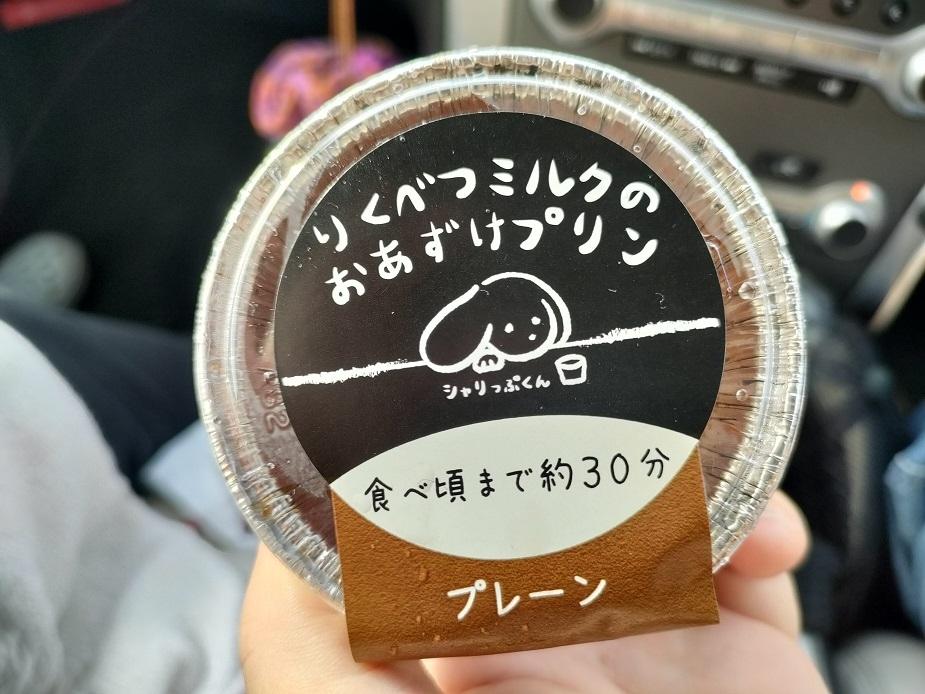 りくべつミルクの
おあずけプリン
シャりっぷくん
食べ頃まで約30分
プレーン